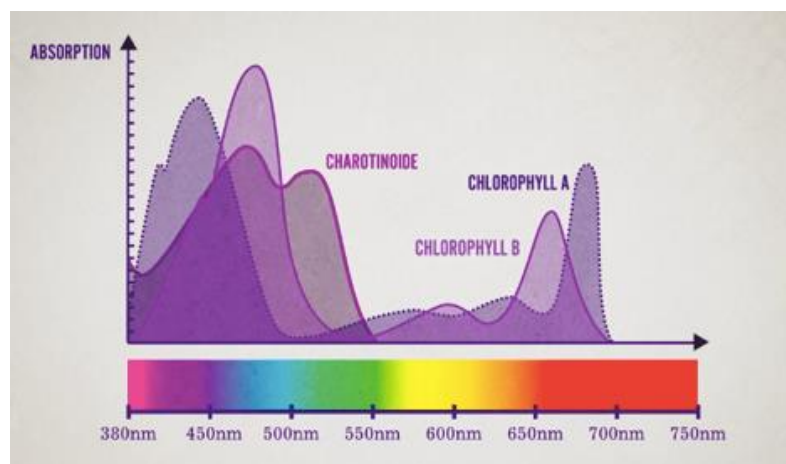 ABSORPTION
CHAROTINOIDE
CHLOROPHYLL A
CHLOROPHYLL B
380nm 450nm 500nm 550nm 600nm 650nm 700nm 750nm